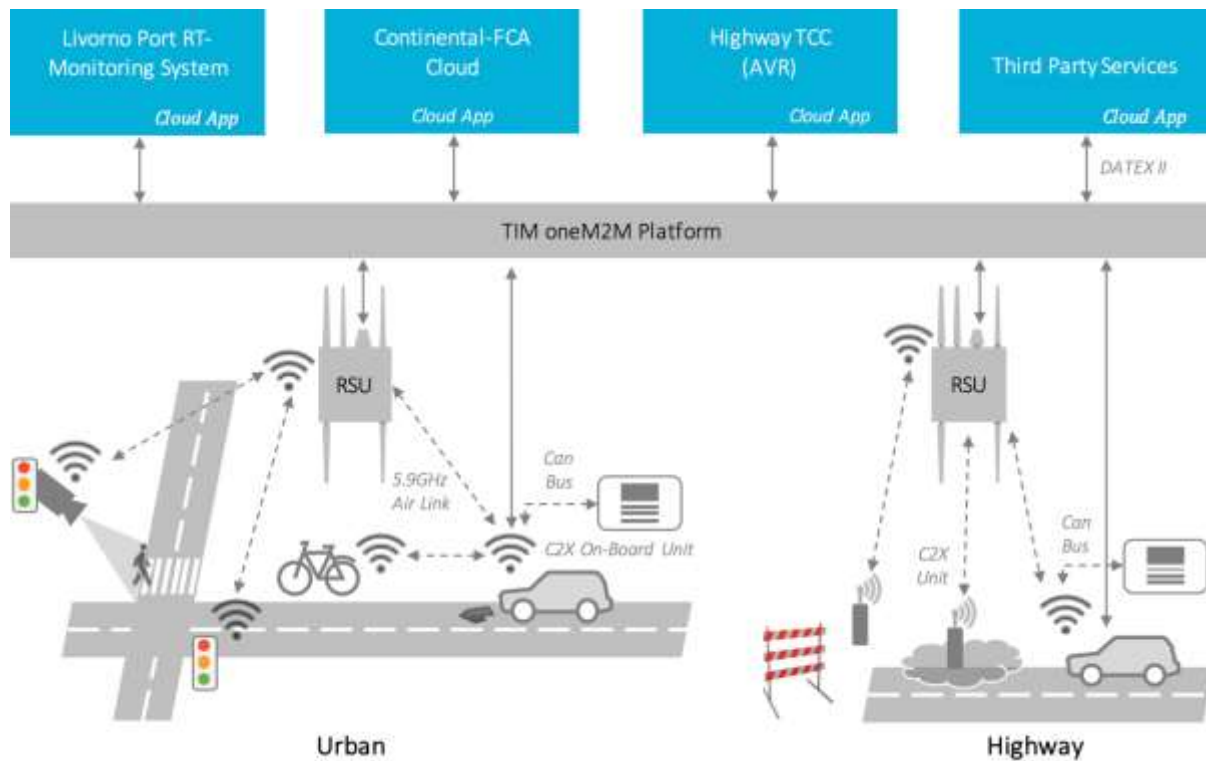 Livorno Port RT-
Monitoring System
Cloud App
Continental-FCA
Cloud
Cloud App
Highway TCC
(AVR)
Cloud App
Third Party Services
Cloud App
DATEX II
TIM oneM2M Platform
RSU
5.9GHz
Air Link
Can
Bus
C2X On-Board Unit
RSU
C2X
Unit
Can
Bus
Urban
Highway